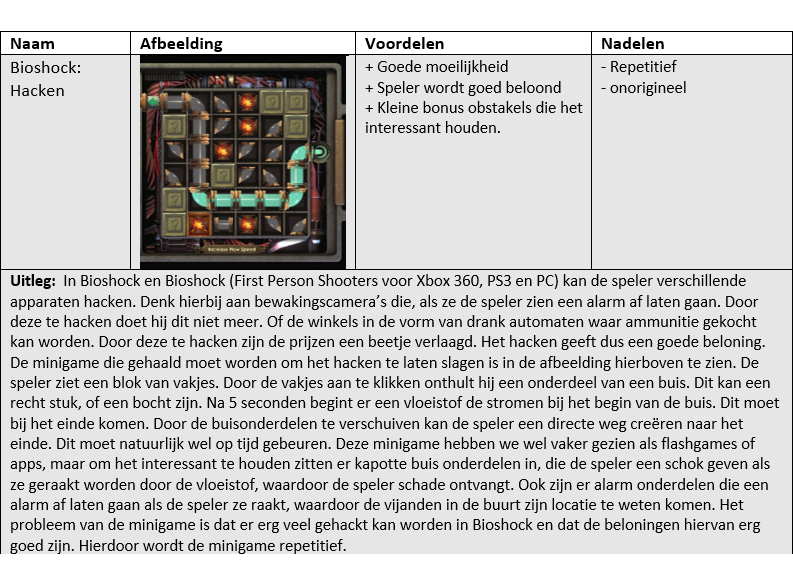 Naam Afbeelding Voordelen Nadelen
Bioshock:
Hacken
+ Goede moeilijkheid
+ Speler wordt goed beloond
+ Kleine bonus obstakels die het
interessant houden.
- Repetitief
- onorigineel
Increase Flow Speed
Uitleg: In Bioshock en Bioshock (First Person Shooters voor Xbox 360, PS3 en PC) kan de speler verschillende
apparaten hacken. Denk hierbij aan bewakingscamera’s die, als ze de speler zien een alarm af laten gaan. Door
deze te hacken doet hij dit niet meer. Of de winkels in de vorm van drank automaten waar ammunitie gekocht
kan worden. Door deze te hacken zijn de prijzen een beetje verlaagd. Het hacken geeft dus een goede beloning.
De minigame die gehaald moet worden om het hacken te laten slagen is in de afbeelding hierboven te zien. De
speler ziet een blok van vakjes. Door de vakjes aan te klikken onthult hij een onderdeel van een buis. Dit kan een
recht stuk, of een bocht zijn. Na 5 seconden begint er een vloeistof de stromen bij het begin van de buis. Dit moet
bij het einde komen. Door de buisonderdelen te verschuiven kan de speler een directe weg creëren naar het
einde. Dit moet natuurlijk wel op tijd gebeuren. Deze minigame hebben we wel vaker gezien als flashgames of
apps, maar om het interessant te houden zitten er kapotte buis onderdelen in, die de speler een schok geven als
ze geraakt worden door de vloeistof, waardoor de speler schade ontvangt. Ook zijn er alarm onderdelen die een
alarm af laten gaan als de speler ze raakt, waardoor de vijanden in de buurt zijn locatie te weten komen. Het
probleem van de minigame is dat er erg veel gehackt kan worden in Bioshock en dat de beloningen hiervan erg
goed zijn. Hierdoor wordt de minigame repetitief.